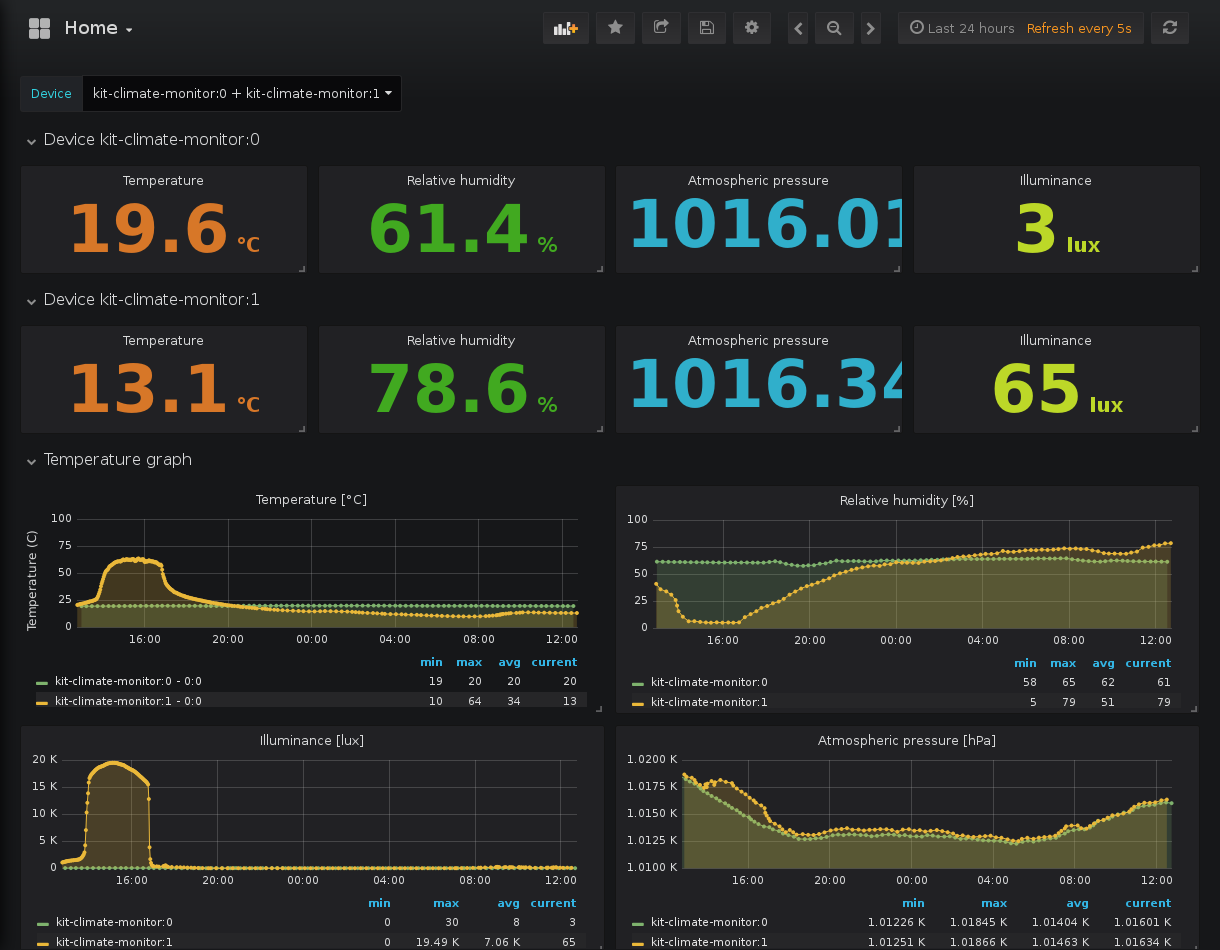 Home
Last 24 hours Refresh every 5s
Device kit-climate-monitor:0 + kit-climate-monitor:1
Device kit-climate-monitor:0
Temperature Relative humidity Atmospheric pressure Illuminance
19.6 °C 61.4 % 1016.01 3 lux
Device kit-climate-monitor:1
Temperature Relative humidity Atmospheric pressure Illuminance
13.1 °C 78.6 % 1016.34 65 lux
Temperature graph
Temperature [°C]
Temperature (C)
100
75
50
25
0
16:00 20:00 00:00 04:00 08:00 12:00
min max avg current
kit-climate-monitor:0 - 0:0 19 20 20 20
kit-climate-monitor:1 - 0:0 10 64 34 13
Relative humidity [%]
100
75
50
25
0
16:00 20:00 00:00 04:00 08:00 12:00
min max avg current
kit-climate-monitor:0 58 65 62 61
kit-climate-monitor:1 5 79 51 79
Illuminance [lux]
20 K
15 K
10 K
5 K
0
16:00 20:00 00:00 04:00 08:00 12:00
min max avg current
kit-climate-monitor:0 0 30 8 3
kit-climate-monitor:1 0 19.49 K 7.06 K 65
Atmospheric pressure [hPa]
1.0200 K
1.0175 K
1.0150 K
1.0125 K
1.0100 K
16:00 20:00 00:00 04:00 08:00 12:00
min max avg current
kit-climate-monitor:0 1.01226 K 1.01845 K 1.01404 K 1.01601 K
kit-climate-monitor:1 1.01251 K 1.01866 K 1.01463 K 1.01634 K